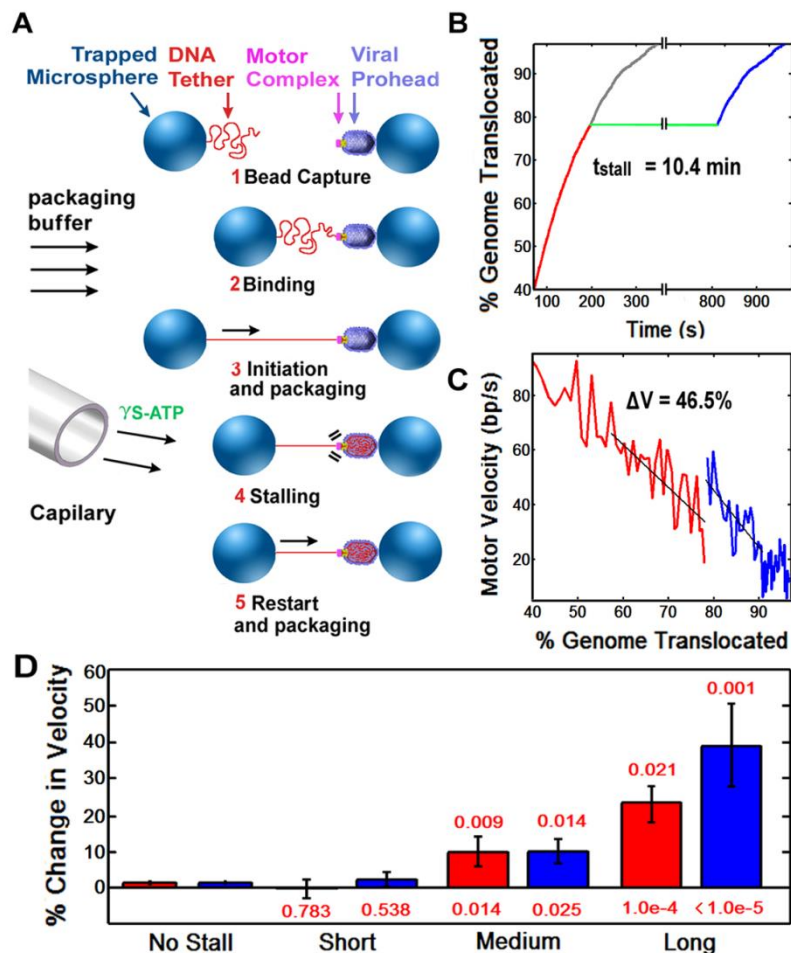 A
Trapped
Microsphere
DNA
Tether
Motor
Complex
Viral
Prohead
1 Bead Capture
packaging
buffer
2 Binding
3 Initiation
and packaging
γS-ATP
4 Stalling
Capilary
5 Restart
and packaging
B
% Genome Translocated
90
80
70
60
50
40
t stall = 10.4 min
100 200 300 800 900
Time (s)
C
Motor Velocity (bp/s)
80
60
40
20
ΔV = 46.5%
40 50 60 70 80 90
% Genome Translocated
D
% Change in Velocity
60
50
40
30
20
10
0
0.001
0.021
0.009 0.014
0.783 0.538 0.014 0.025 1.0e-4 < 1.0e-5
No Stall Short Medium Long